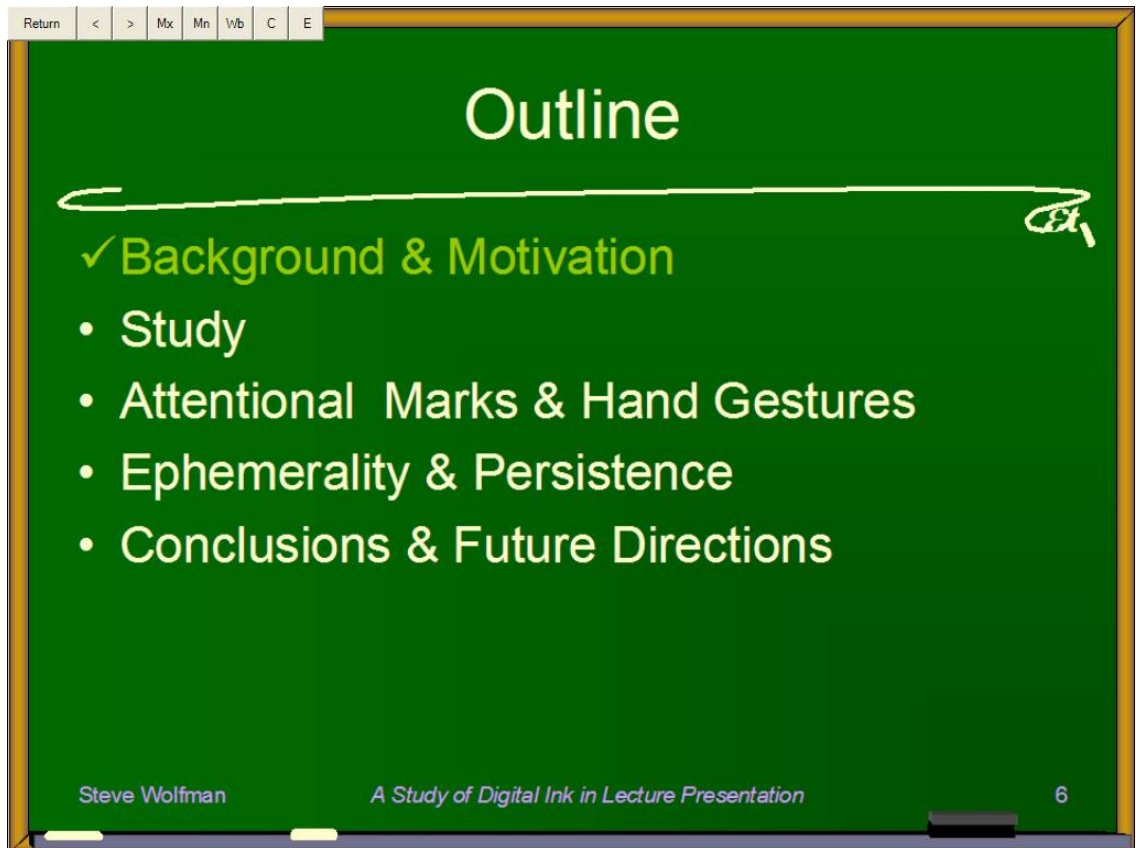 Return < > Mx Mn Wb C E
Outline
✓Background & Motivation
• Study
• Attentional Marks & Hand Gestures
• Ephemerality & Persistence
• Conclusions & Future Directions
Steve Wolfman A Study of Digital Ink in Lecture Presentation 6